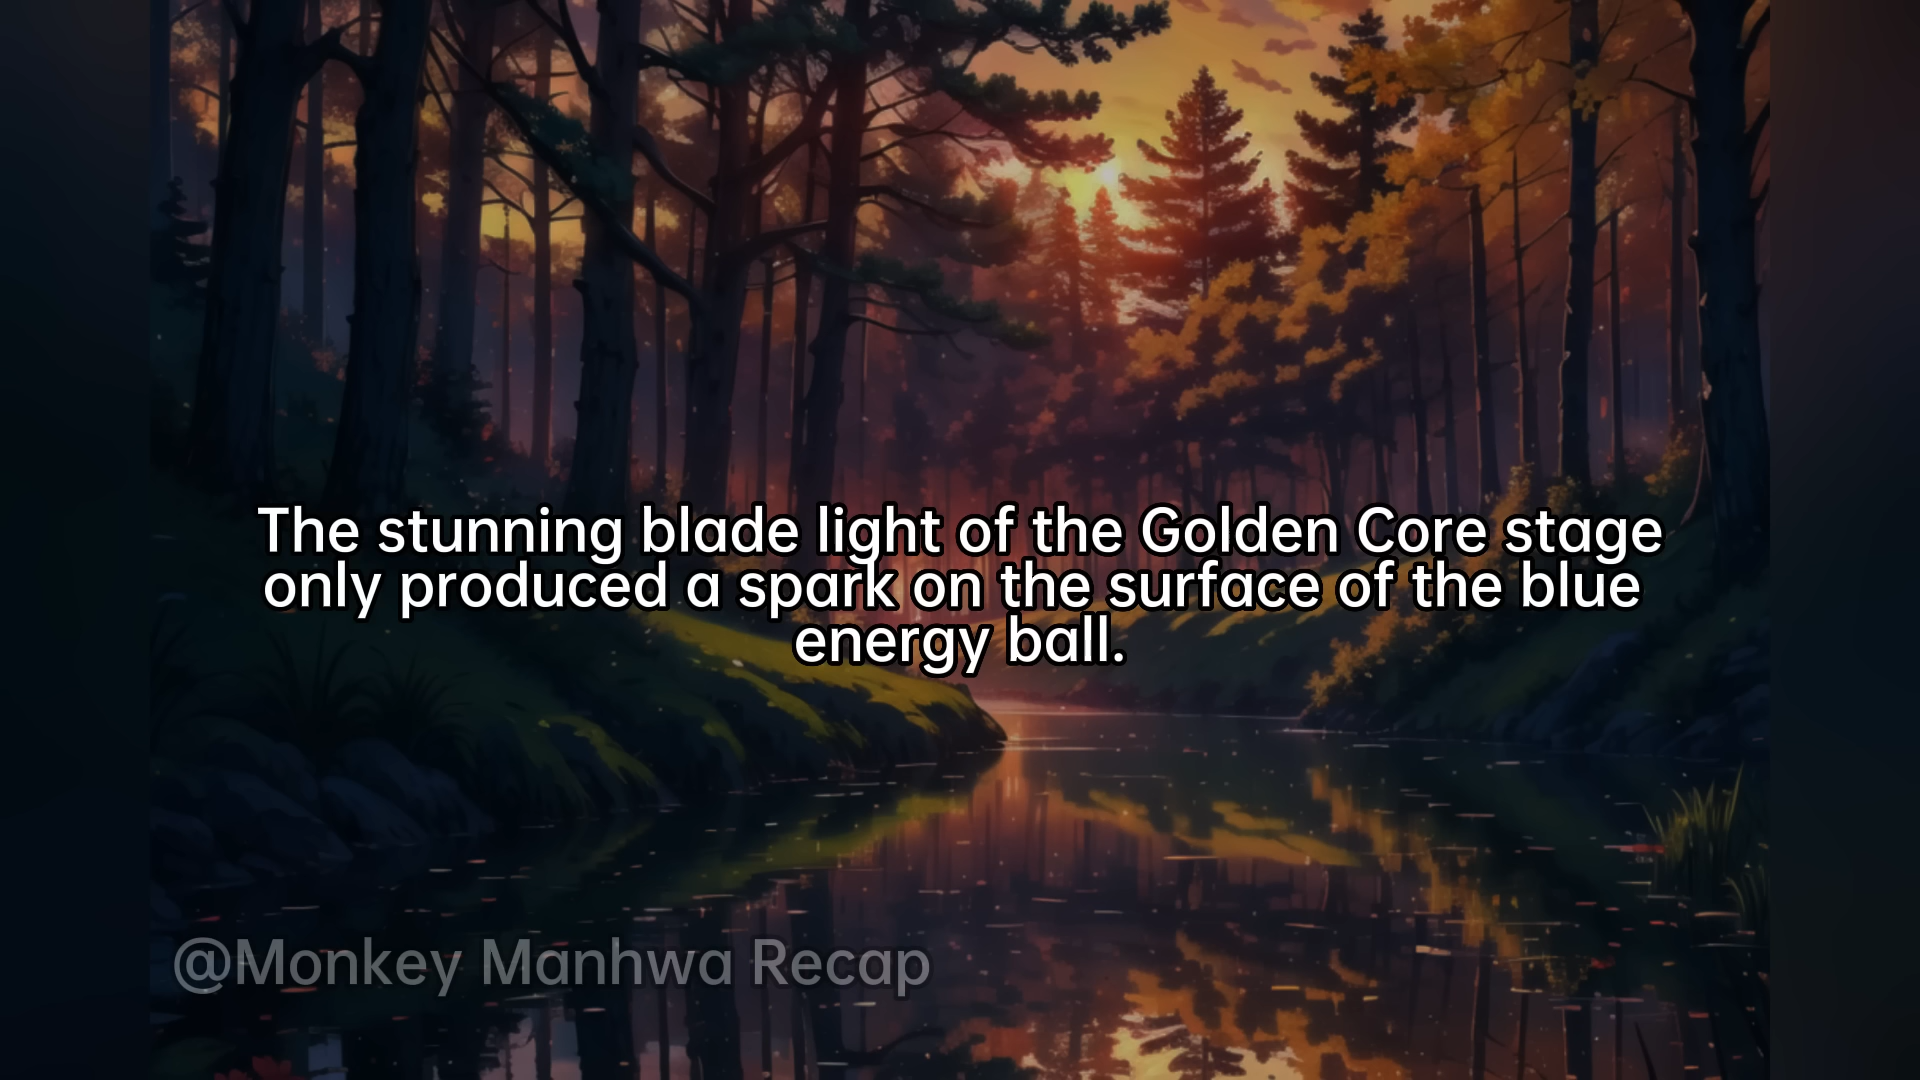 The stunning blade light of the Golden Core stage
only produced a spark on the surface of the blue
energy ball.
@Monkey Manhwa Recap